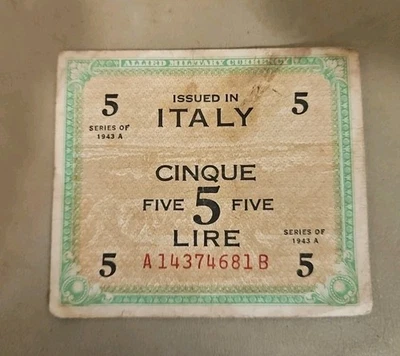 ALLIED MILITARY CURRENCY
5 ISSUED IN 5
SERIES OF
1943 A
ITALY
CINQUE
FIVE 5 FIVE
LIRE
SERIES OF
1943 A
5 A14374681B 5